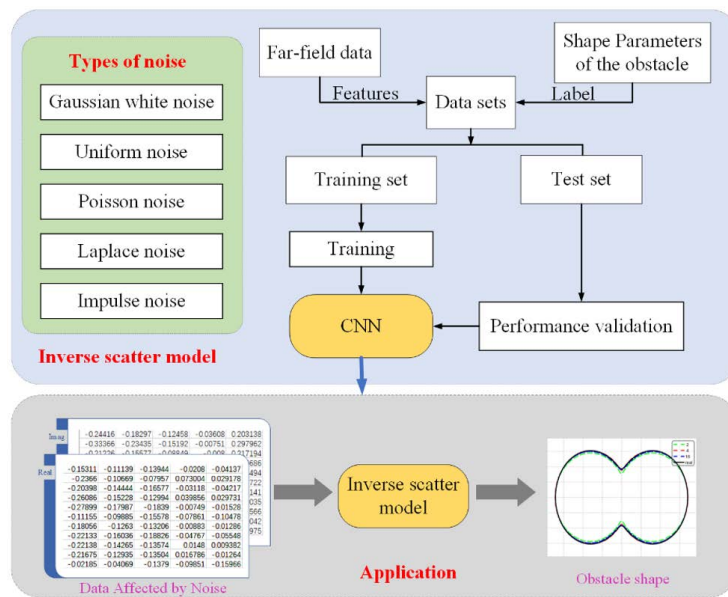 Types of noise
Gaussian white noise
Uniform noise
Poisson noise
Laplace noise
Impulse noise
Inverse scatter model
Far-field data
Shape Parameters
of the obstacle
Features
Label
Data sets
Training set
Test set
Training
CNN
Performance validation
Imag
-0.24416 -0.18297 -0.12458 -0.03608 0.203138
-0.33366 -0.23435 -0.15192 -0.00751 0.297962
Real
-0.15311 -0.11139 -0.13944 -0.0208 -0.04137
-0.2366 -0.10669 -0.07957 0.073004 0.029178
-0.20398 -0.14444 -0.16577 -0.03118 -0.04217
-0.26086 -0.15228 -0.12994 0.039856 0.029731
-0.27899 -0.17987 -0.1839 -0.00749 -0.01528
-0.11155 -0.09885 -0.15578 -0.07861 -0.10478
-0.18056 -0.1263 -0.13206 -0.00883 -0.01286
-0.22133 -0.16036 -0.18826 -0.04767 -0.05548
-0.22138 -0.14265 -0.13574 0.0148 0.009382
-0.21675 -0.12935 -0.13504 0.016786 -0.01264
-0.02185 -0.04069 -0.1379 -0.09851 -0.15966
Data Affected by Noise
Inverse scatter
model
Application
Obstacle shape